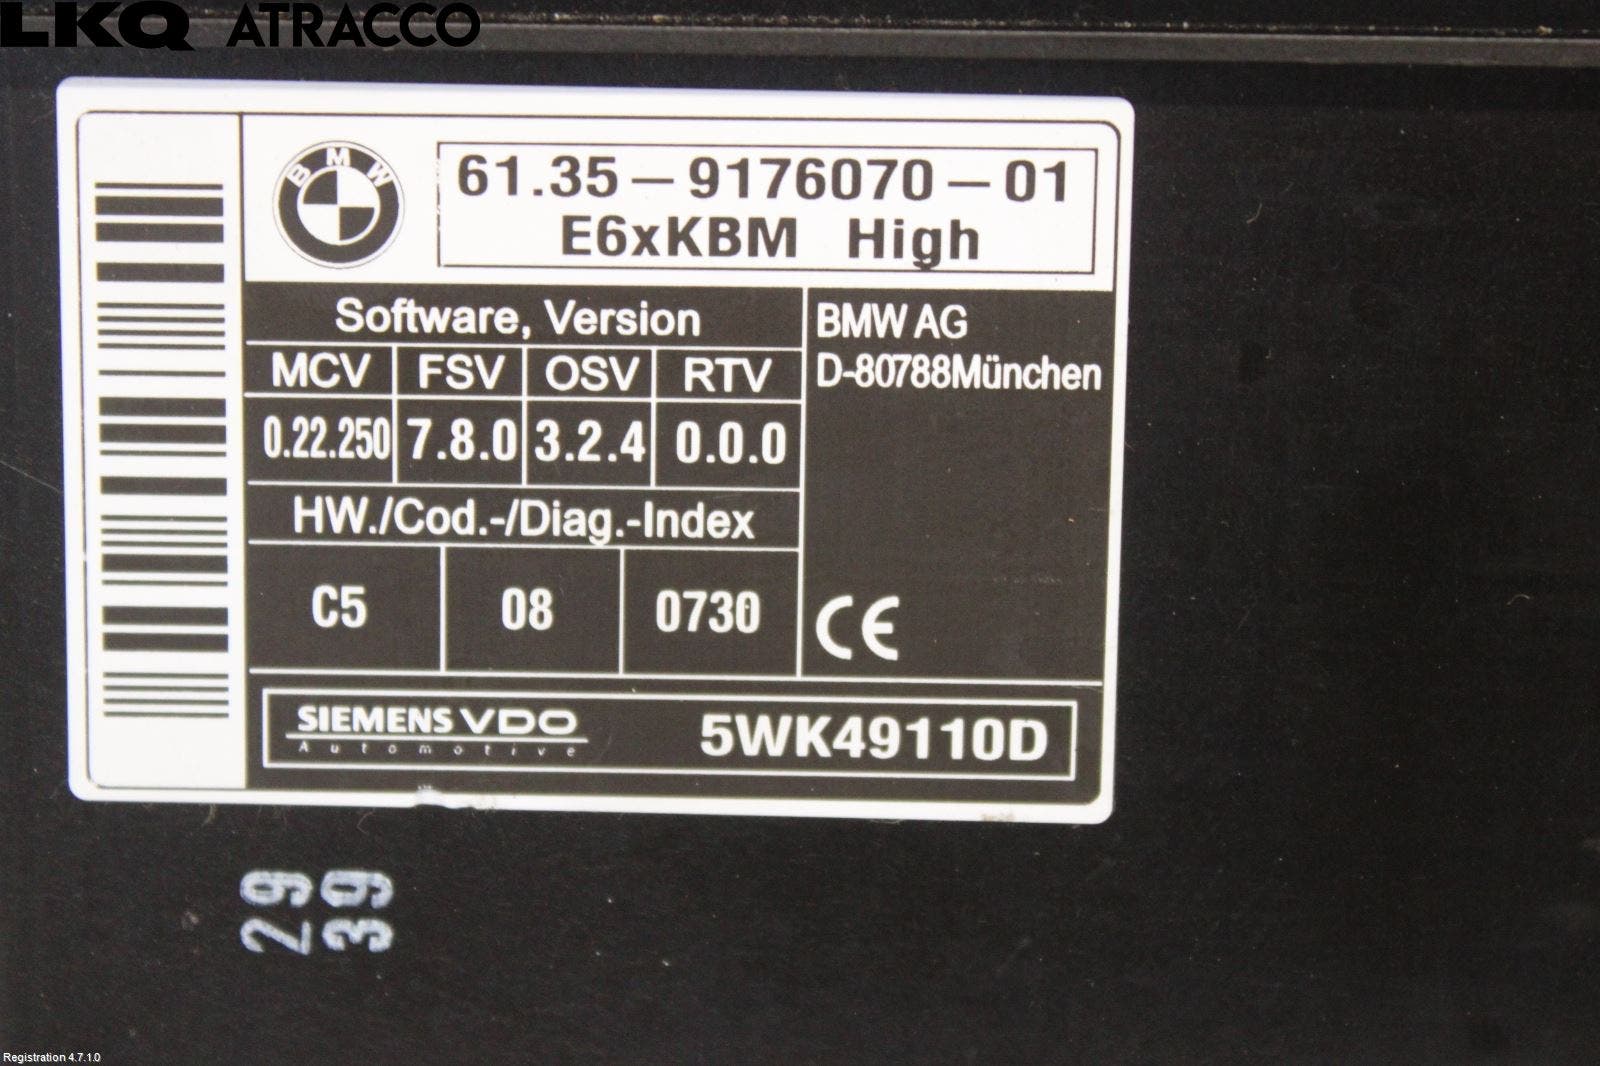 LKQ ATRACCO
BMW
61.35-9176070-01
E6xKBM High
Software, Version
MCV FSV OSV RTV
0.22.250 7.8.0 3.2.4 0.0.0
HW./Cod.-/Diag.-Index
C5 08 0730
BMW AG
D-80788München
CE
SIEMENS VDO
Automotive
5WK49110D
29
39
Registration 4.7.1.0